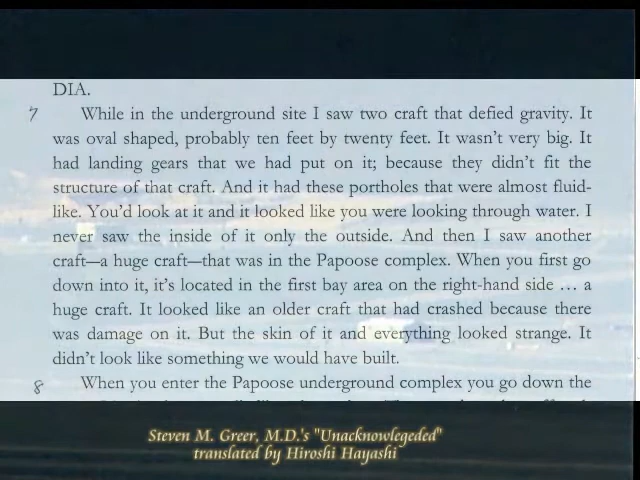 DIA.
7 While in the underground site I saw two craft that defied gravity. It
was oval shaped, probably ten feet by twenty feet. It wasn't very big. It
had landing gears that we had put on it; because they didn't fit the
structure of that craft. And it had these portholes that were almost fluid-
like. You'd look at it and it looked like you were looking through water. I
never saw the inside of it only the outside. And then I saw another
craft—a huge craft—that was in the Papoose complex. When you first go
down into it, it's located in the first bay area on the right-hand side … a
huge craft. It looked like an older craft that had crashed because there
was damage on it. But the skin of it and everything looked strange. It
didn't look like something we would have built.
8 When you enter the Papoose underground complex you go down the
Steven M. Greer, M.D.'s "Unacknowlegeded"
translated by Hiroshi Hayashi